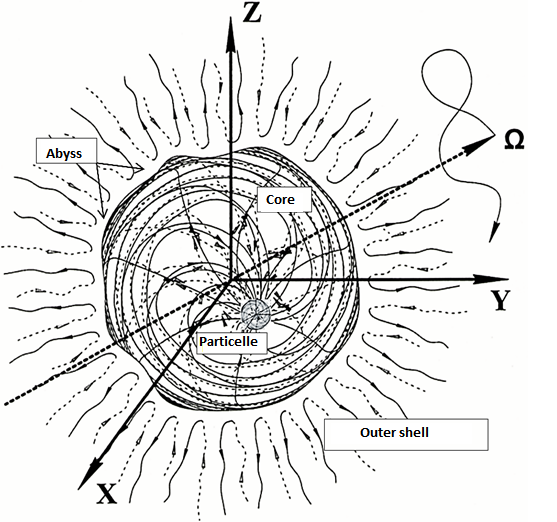 Z
Abyss
Ω
Core
Y
Particelle
Outer shell
X